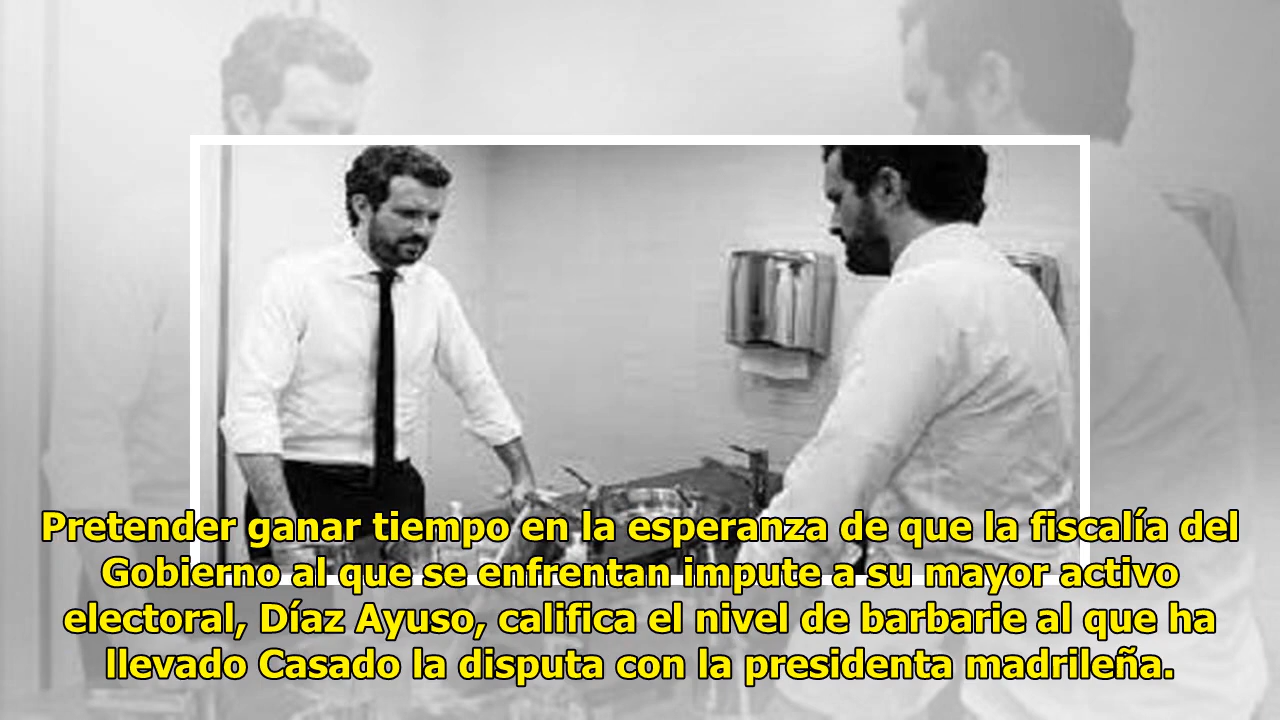 Pretender ganar tiempo en la esperanza de que la fiscalía del
Gobierno al que se enfrentan impute a su mayor activo
electoral, Díaz Ayuso, califica el nivel de barbarie al que ha
llevado Casado la disputa con la presidenta madrileña.